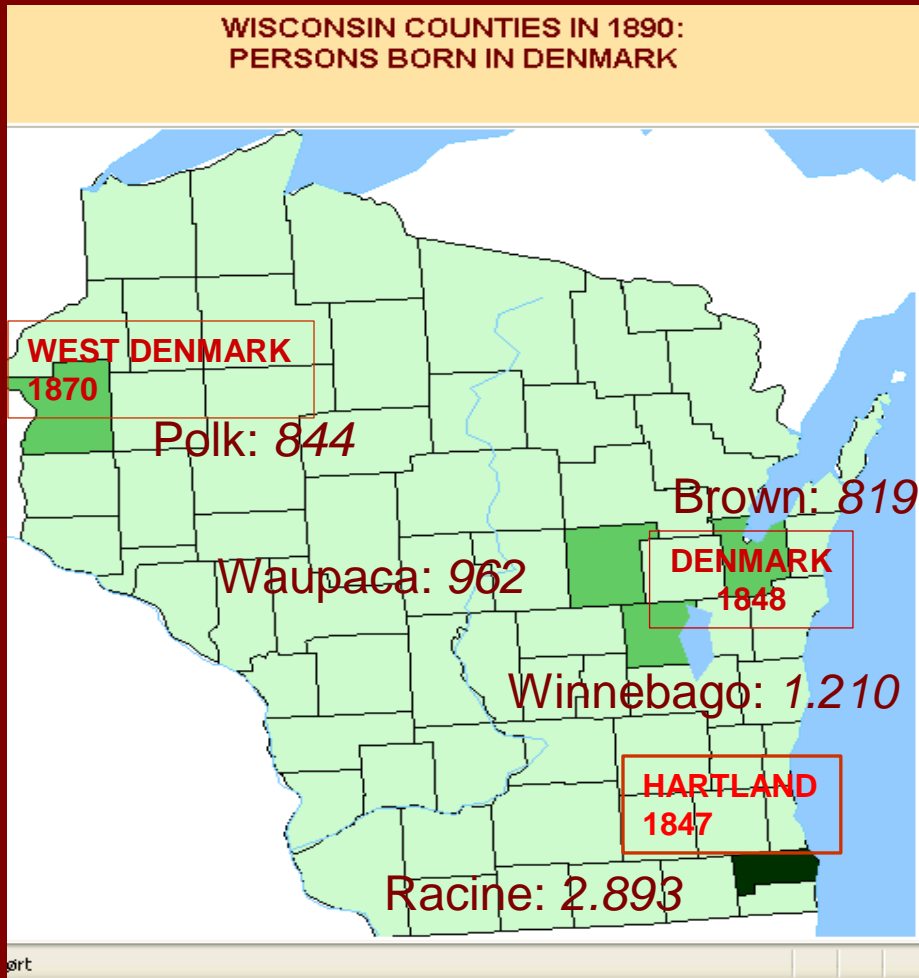 WISCONSIN COUNTIES IN 1890:
PERSONS BORN IN DENMARK
WEST DENMARK
1870
Polk: 844
Brown: 819
DENMARK
1848
Waupaca: 962
Winnebago: 1.210
HARTLAND
1847
Racine: 2.893
ørt